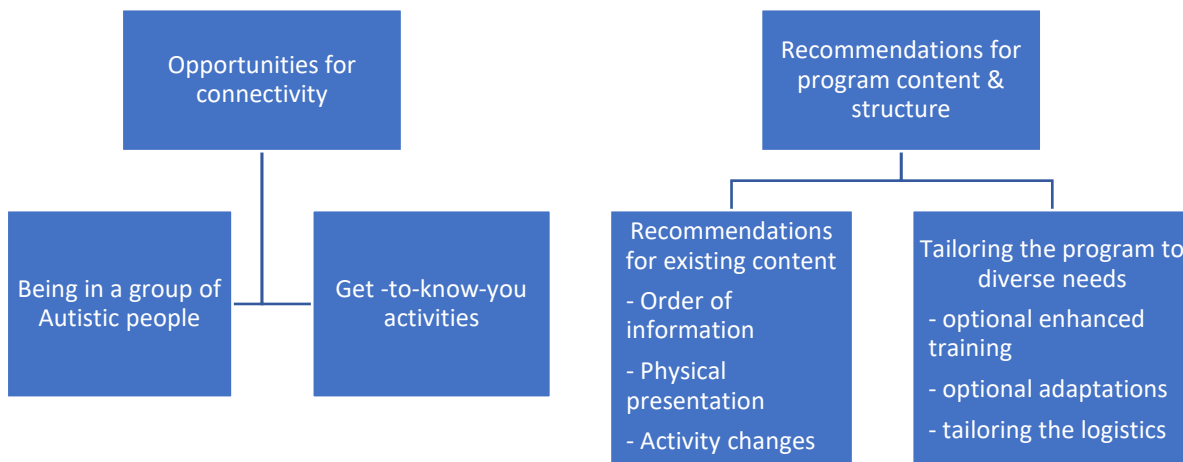 Opportunities for
connectivity
Being in a group of
Autistic people
Get -to-know-you
activities
Recommendations for
program content &
structure
Recommendations
for existing content
- Order of
information
- Physical
presentation
- Activity changes
Tailoring the program to
diverse needs
- optional enhanced
training
- optional adaptations
- tailoring the logistics